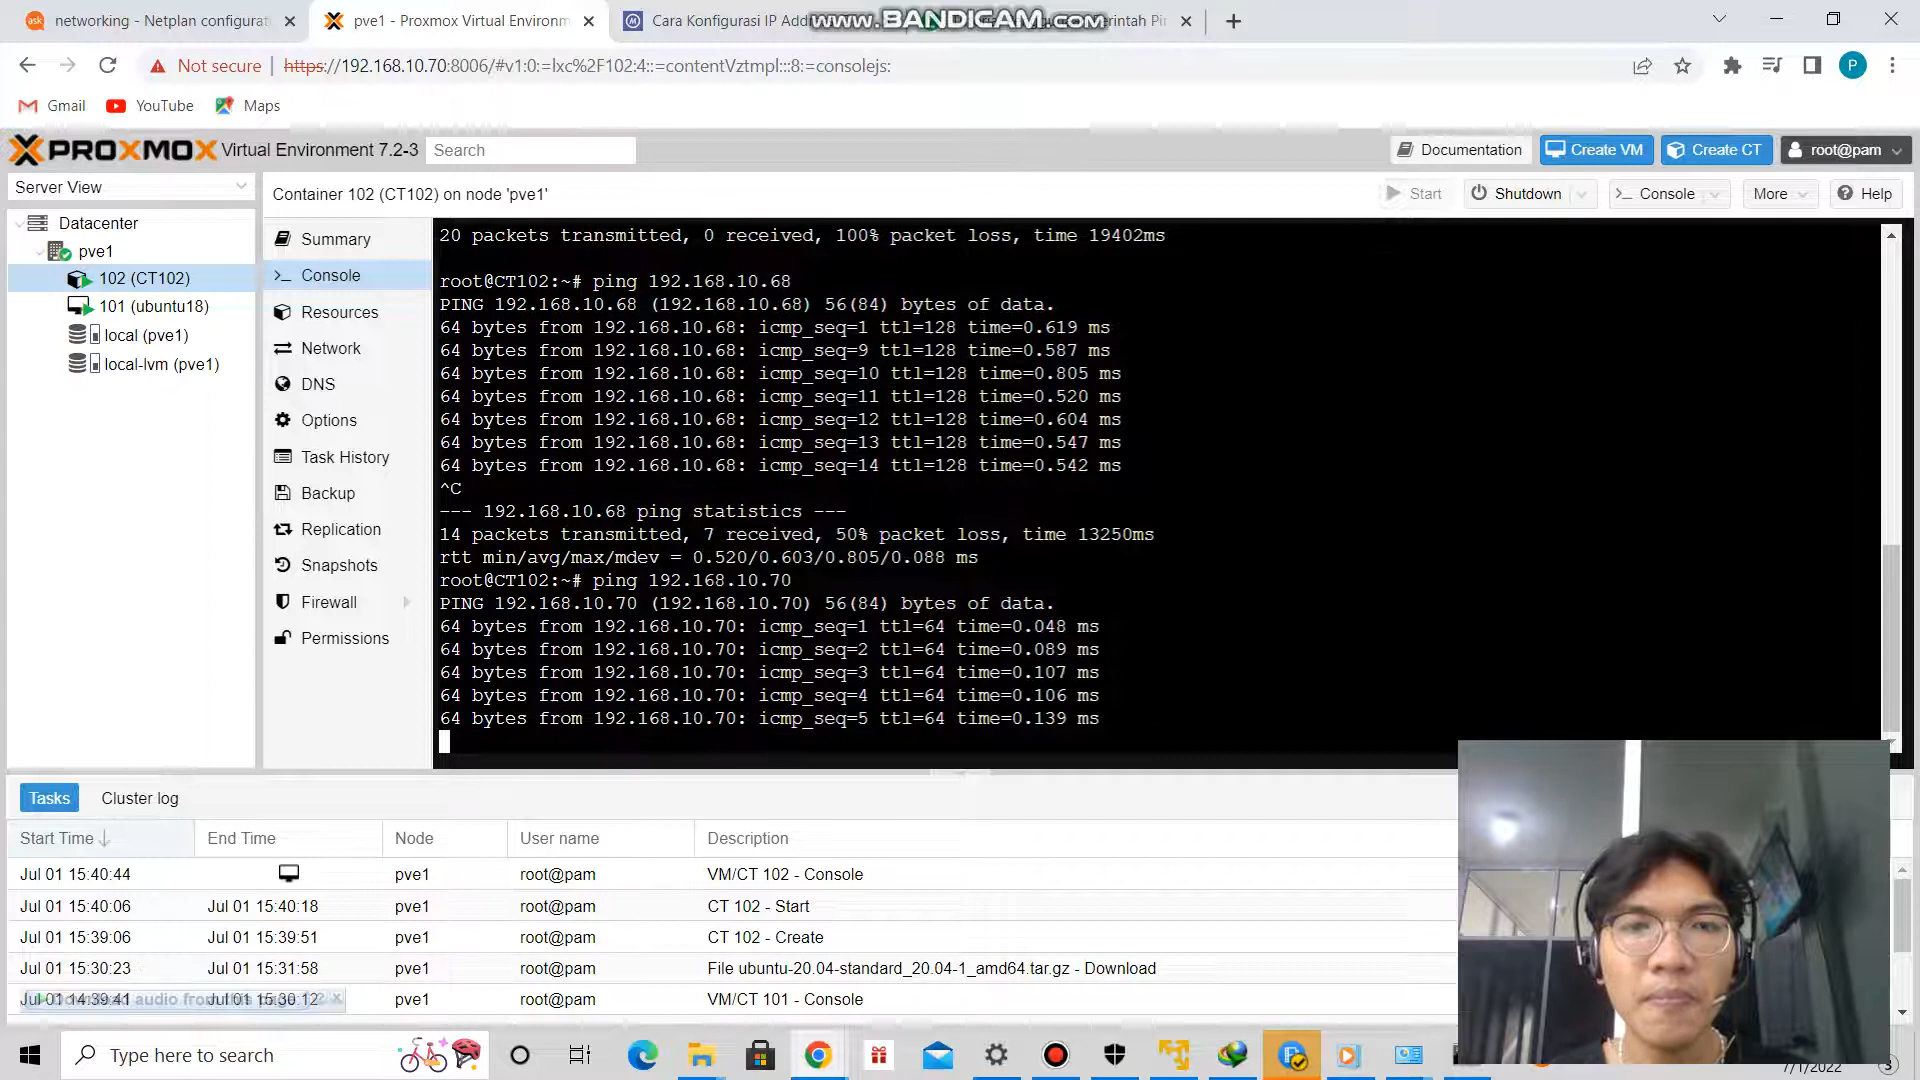 networking - Netplan configurat
pve1 - Proxmox Virtual Environm
Cara Konfigurasi IP Add
www.BANDICAM.com
Perintah Pi
Not secure
https://192.168.10.70:8006/#v1:0:=lxc%2F102:4::=contentVztmpl:::8:=consolejs:
P
Gmail
YouTube
Maps
PROXMOX Virtual Environment 7.2-3
Search
Documentation
Create VM
Create CT
root@pam
Server View
Container 102 (CT102) on node 'pve1'
Start
Shutdown
Console
More
Help
Datacenter
pve1
102 (CT102)
101 (ubuntu18)
local (pve1)
local-lvm (pve1)
Summary
Console
Resources
Network
DNS
Options
Task History
Backup
Replication
Snapshots
Firewall
Permissions
20 packets transmitted, 0 received, 100% packet loss, time 19402ms
root@CT102:~# ping 192.168.10.68
PING 192.168.10.68 (192.168.10.68) 56(84) bytes of data.
64 bytes from 192.168.10.68: icmp_seq=1 ttl=128 time=0.619 ms
64 bytes from 192.168.10.68: icmp_seq=9 ttl=128 time=0.587 ms
64 bytes from 192.168.10.68: icmp_seq=10 ttl=128 time=0.805 ms
64 bytes from 192.168.10.68: icmp_seq=11 ttl=128 time=0.520 ms
64 bytes from 192.168.10.68: icmp_seq=12 ttl=128 time=0.604 ms
64 bytes from 192.168.10.68: icmp_seq=13 ttl=128 time=0.547 ms
64 bytes from 192.168.10.68: icmp_seq=14 ttl=128 time=0.542 ms
^C
--- 192.168.10.68 ping statistics ---
14 packets transmitted, 7 received, 50% packet loss, time 13250ms
rtt min/avg/max/mdev = 0.520/0.603/0.805/0.088 ms
root@CT102:~# ping 192.168.10.70
PING 192.168.10.70 (192.168.10.70) 56(84) bytes of data.
64 bytes from 192.168.10.70: icmp_seq=1 ttl=64 time=0.048 ms
64 bytes from 192.168.10.70: icmp_seq=2 ttl=64 time=0.089 ms
64 bytes from 192.168.10.70: icmp_seq=3 ttl=64 time=0.107 ms
64 bytes from 192.168.10.70: icmp_seq=4 ttl=64 time=0.106 ms
64 bytes from 192.168.10.70: icmp_seq=5 ttl=64 time=0.139 ms
Tasks
Cluster log
Start Time End Time Node User name Description
Jul 01 15:40:44 pve1 root@pam VM/CT 102 - Console
Jul 01 15:40:06 Jul 01 15:40:18 pve1 root@pam CT 102 - Start
Jul 01 15:39:06 Jul 01 15:39:51 pve1 root@pam CT 102 - Create
Jul 01 15:30:23 Jul 01 15:31:58 pve1 root@pam File ubuntu-20.04-standard_20.04-1_amd64.tar.gz - Download
Jul 01 14:39:41 Jul 01 15:30:12 pve1 root@pam VM/CT 101 - Console
Type here to search
7/1/2022
3